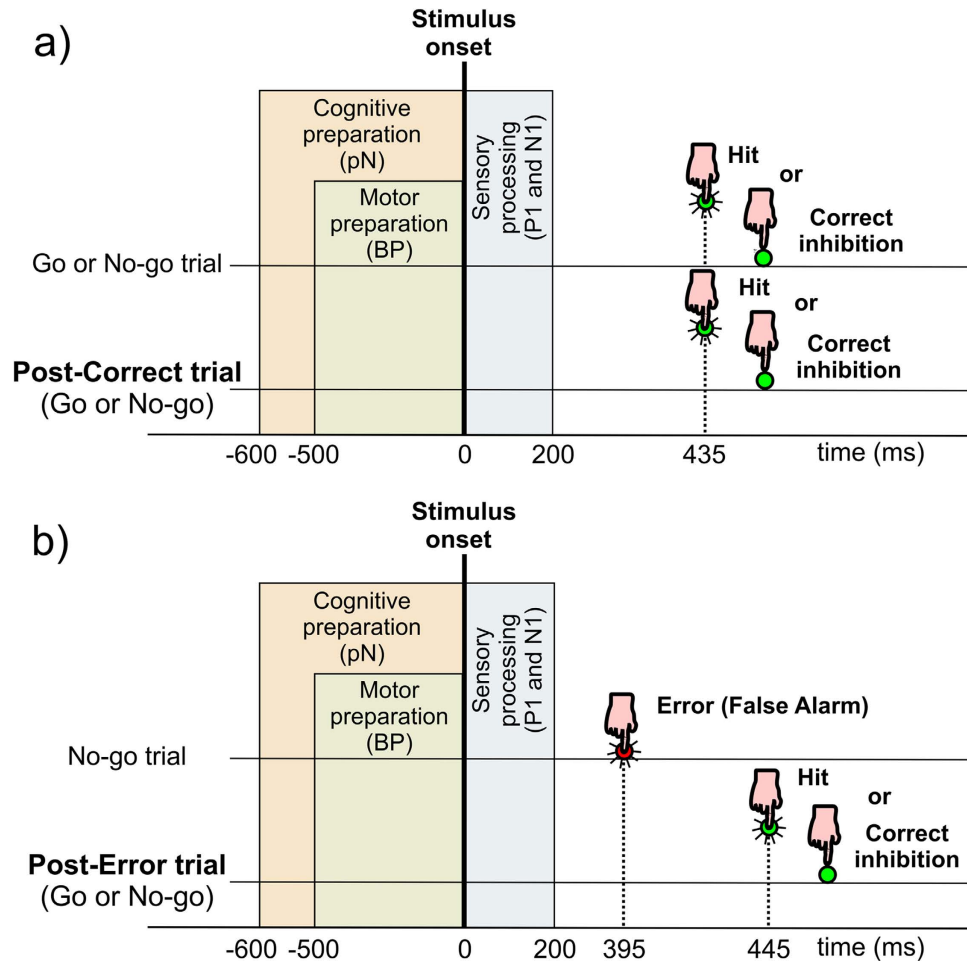 a)
Stimulus
onset
Cognitive
preparation
(pN)
Motor
preparation
(BP)
Sensory
processing
(P1 and N1)
Hit
or
Correct
inhibition
Go or No-go trial
Hit
or
Correct
inhibition
Post-Correct trial
(Go or No-go)
-600 -500 0 200 435 time (ms)
b)
Stimulus
onset
Cognitive
preparation
(pN)
Motor
preparation
(BP)
Sensory
processing
(P1 and N1)
Error (False Alarm)
No-go trial
Hit
or
Correct
inhibition
Post-Error trial
(Go or No-go)
-600 -500 0 200 395 445 time (ms)